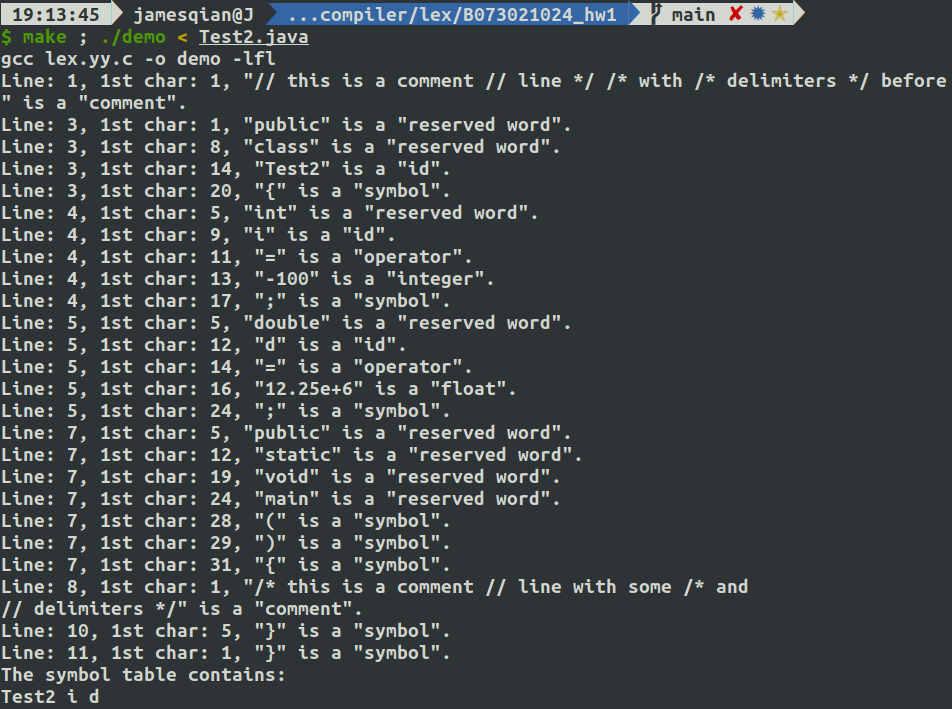 19:13:45 jamesqian@J ...compiler/lex/B073021024_hw1 main ✘ ✹ ✭
$ make ; ./demo < Test2.java
gcc lex.yy.c -o demo -lfl
Line: 1, 1st char: 1, "// this is a comment // line */ /* with /* delimiters */ before
" is a "comment".
Line: 3, 1st char: 1, "public" is a "reserved word".
Line: 3, 1st char: 8, "class" is a "reserved word".
Line: 3, 1st char: 14, "Test2" is a "id".
Line: 3, 1st char: 20, "{" is a "symbol".
Line: 4, 1st char: 5, "int" is a "reserved word".
Line: 4, 1st char: 9, "i" is a "id".
Line: 4, 1st char: 11, "=" is a "operator".
Line: 4, 1st char: 13, "-100" is a "integer".
Line: 4, 1st char: 17, ";" is a "symbol".
Line: 5, 1st char: 5, "double" is a "reserved word".
Line: 5, 1st char: 12, "d" is a "id".
Line: 5, 1st char: 14, "=" is a "operator".
Line: 5, 1st char: 16, "12.25e+6" is a "float".
Line: 5, 1st char: 24, ";" is a "symbol".
Line: 7, 1st char: 5, "public" is a "reserved word".
Line: 7, 1st char: 12, "static" is a "reserved word".
Line: 7, 1st char: 19, "void" is a "reserved word".
Line: 7, 1st char: 24, "main" is a "reserved word".
Line: 7, 1st char: 28, "(" is a "symbol".
Line: 7, 1st char: 29, ")" is a "symbol".
Line: 7, 1st char: 31, "{" is a "symbol".
Line: 8, 1st char: 1, "/* this is a comment // line with some /* and
// delimiters */" is a "comment".
Line: 10, 1st char: 5, "}" is a "symbol".
Line: 11, 1st char: 1, "}" is a "symbol".
The symbol table contains:
Test2 i d